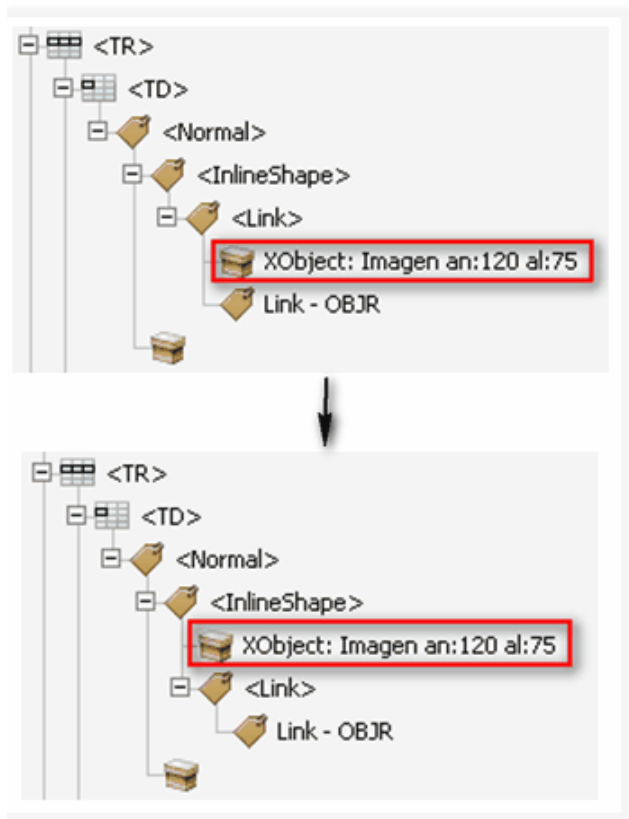 <TR>
<TD>
<Normal>
<InlineShape>
<Link>
XObject: Imagen an:120 al:75
Link - OBJR
<TR>
<TD>
<Normal>
<InlineShape>
XObject: Imagen an:120 al:75
<Link>
Link - OBJR